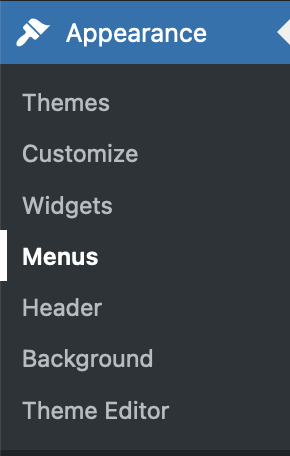 Appearance
Themes
Customize
Widgets
Menus
Header
Background
Theme Editor